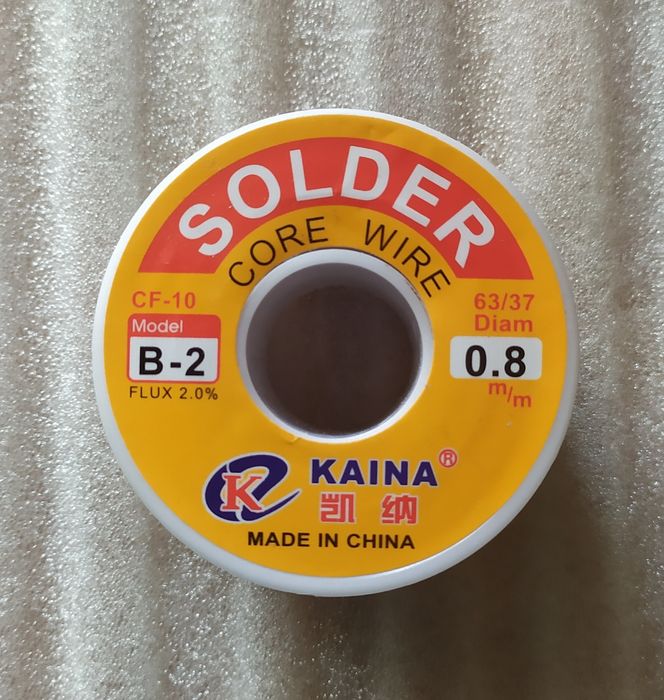 SOLDER
CORE WIRE
CF-10
Model
B-2
FLUX 2.0%
63/37
Diam
0.8
m/m
K
KAINA®
凯纳
MADE IN CHINA